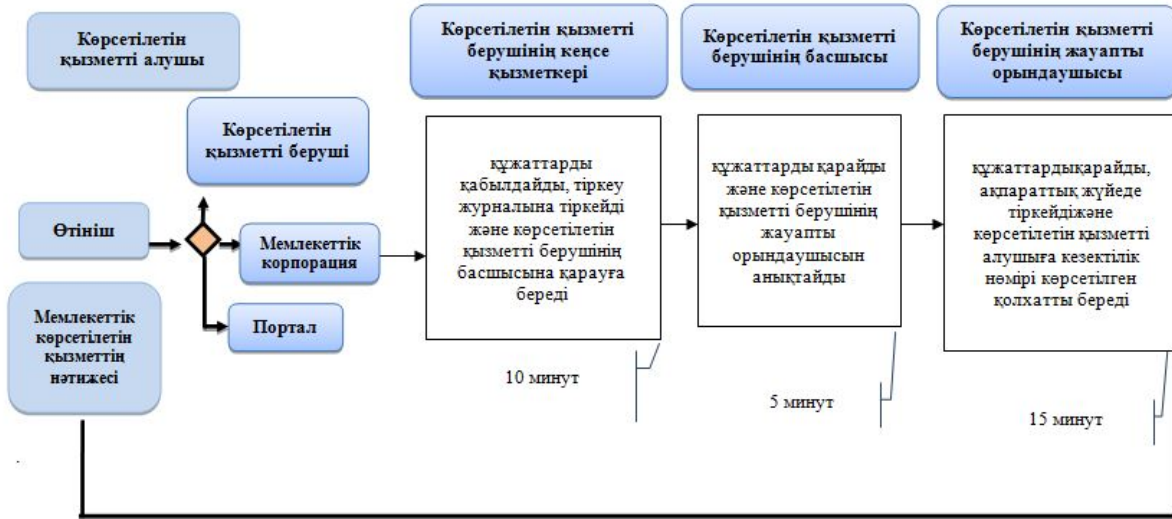 Көрсетілетін
қызметті алушы
Көрсетілетін қызметті
берушінің кеңсе
қызметкері
Көрсетілетін қызметті
берушінің басшысы
Көрсетілетін қызметті
берушінің жауапты
орындаушысы
Көрсетілетін
қызметті беруші
Өтініш
Мемлекеттік
корпорация
Портал
Мемлекеттік
көрсетілетін
қызметтің
нәтижесі
құжаттарды
қабылдайды, тіркеу
журналына тіркейді
және көрсетілетін
қызметті берушінің
басшысына қарауға
береді
құжаттарды қарайды
және көрсетілетін
қызметті берушінің
жауапты
орындаушысын
анықтайды
құжаттардықарайды,
ақпараттық жүйеде
тіркейдіжәне
көрсетілетін қызметті
алушыға кезектілік
нөмірі көрсетілген
қолхатты береді
10 минут
5 минут
15 минут
.